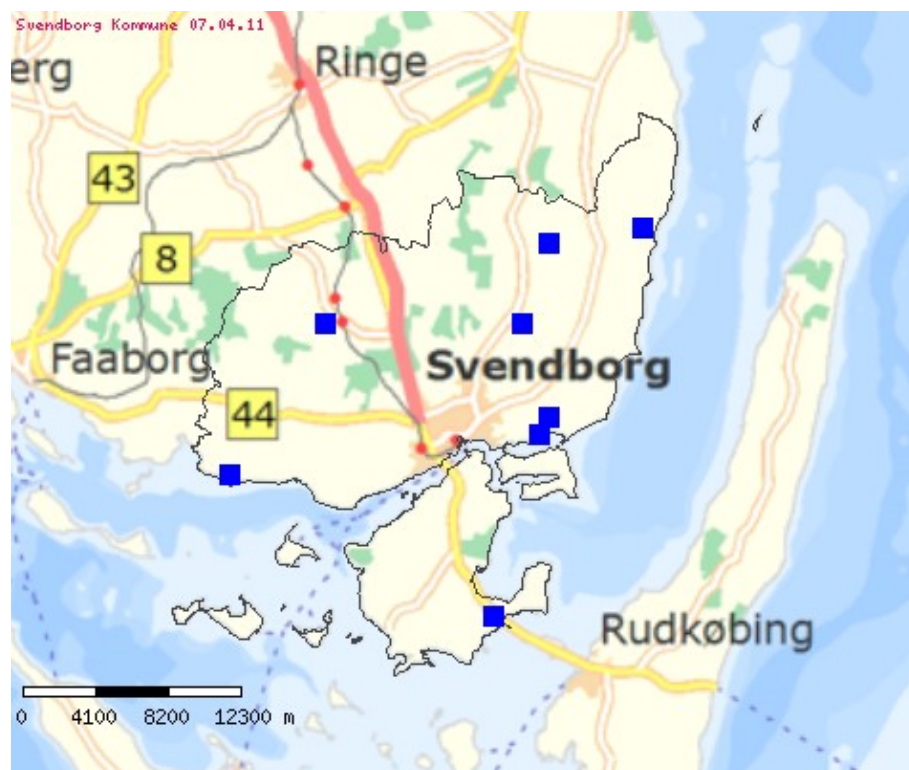 Svendborg Kommune 07.04.11
Ringe
erg
43
8
Faaborg
Svendborg
44
Rudkøbing
0 4100 8200 12300 m